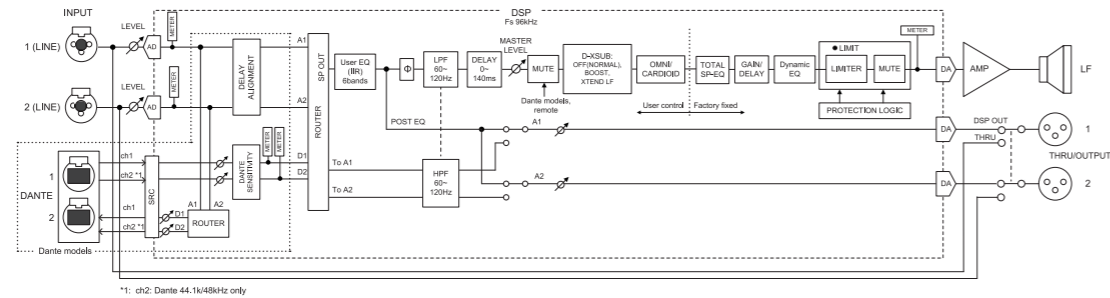 INPUT
DSP
Fs 96kHz
1 (LINE)
LEVEL
AD
METER
2 (LINE)
LEVEL
AD
METER
DELAY ALIGNMENT
A1
A2
SP OUT
ROUTER
User EQ
(IIR)
6bands
Φ
LPF
60~
120Hz
DELAY
0~
140ms
MASTER
LEVEL
MUTE
Dante models,
remote
D-XSUB:
OFF(NORMAL),
BOOST,
XTEND LF
OMNI/
CARDIOID
User control
Factory fixed
TOTAL
SP-EQ
GAIN/
DELAY
Dynamic
EQ
LIMIT
LIMITER
MUTE
PROTECTION LOGIC
METER
DA
AMP
LF
POST EQ
A1
DA
DSP OUT
THRU
1
THRU/OUTPUT
2
A2
DA
To A1
To A2
HPF
60~
120Hz
DANTE
1
2
ch1
ch2 *1
ch1
ch2 *1
SRC
DANTE
SENSITIVITY
METER
METER
D1
D2
A1
A2
D1
D2
ROUTER
Dante models
*1: ch2: Dante 44.1k/48kHz only